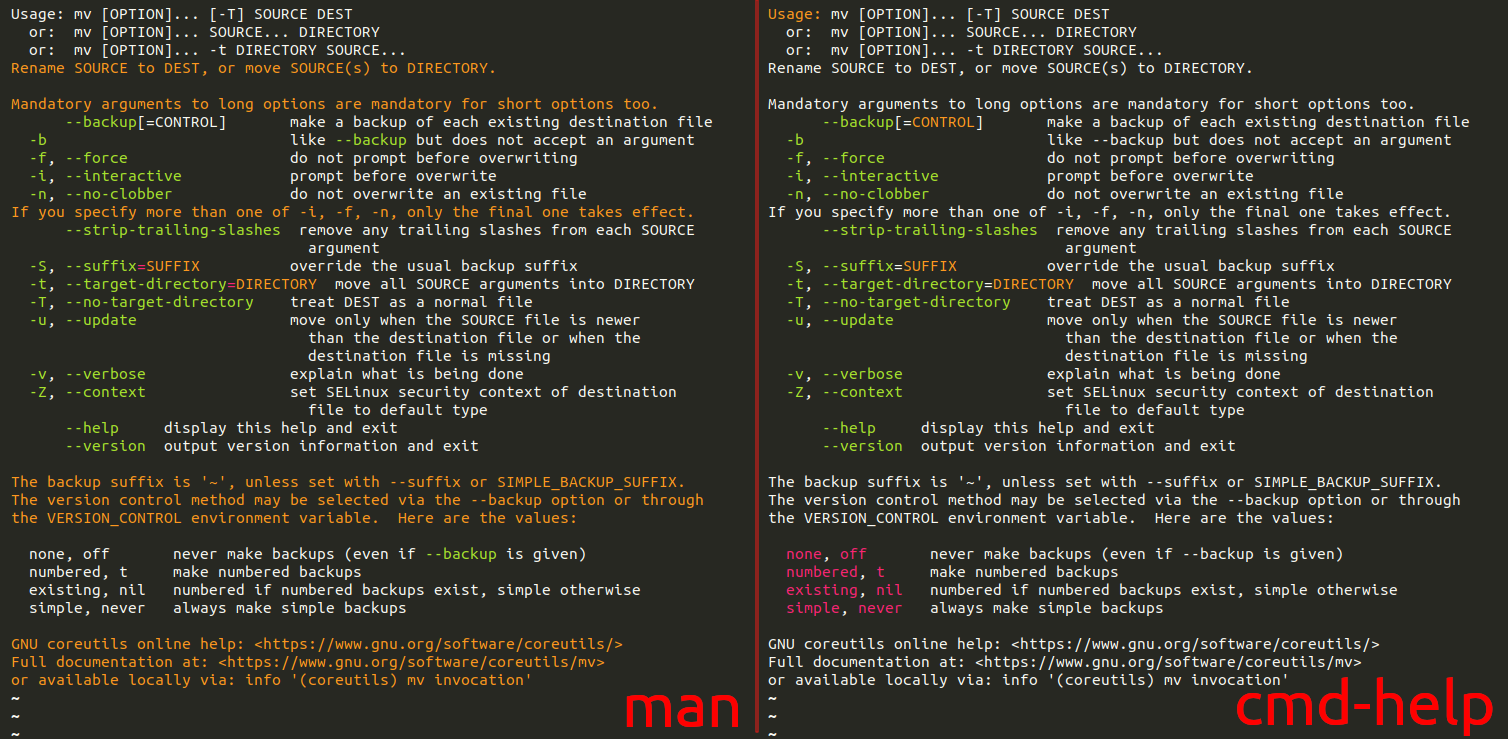 Usage: mv [OPTION]... [-T] SOURCE DEST
  or:  mv [OPTION]... SOURCE... DIRECTORY
  or:  mv [OPTION]... -t DIRECTORY SOURCE...
Rename SOURCE to DEST, or move SOURCE(s) to DIRECTORY.

Mandatory arguments to long options are mandatory for short options too.
      --backup[=CONTROL]       make a backup of each existing destination file
  -b                           like --backup but does not accept an argument
  -f, --force                  do not prompt before overwriting
  -i, --interactive            prompt before overwrite
  -n, --no-clobber             do not overwrite an existing file
If you specify more than one of -i, -f, -n, only the final one takes effect.
      --strip-trailing-slashes  remove any trailing slashes from each SOURCE
                                 argument
  -S, --suffix=SUFFIX          override the usual backup suffix
  -t, --target-directory=DIRECTORY  move all SOURCE arguments into DIRECTORY
  -T, --no-target-directory    treat DEST as a normal file
  -u, --update                 move only when the SOURCE file is newer
                                 than the destination file or when the
                                 destination file is missing
  -v, --verbose                explain what is being done
  -Z, --context                set SELinux security context of destination
                                 file to default type
      --help     display this help and exit
      --version  output version information and exit

The backup suffix is '~', unless set with --suffix or SIMPLE_BACKUP_SUFFIX.
The version control method may be selected via the --backup option or through
the VERSION_CONTROL environment variable.  Here are the values:

  none, off       never make backups (even if --backup is given)
  numbered, t     make numbered backups
  existing, nil   numbered if numbered backups exist, simple otherwise
  simple, never   always make simple backups

GNU coreutils online help: <https://www.gnu.org/software/coreutils/>
Full documentation at: <https://www.gnu.org/software/coreutils/mv>
or available locally via: info '(coreutils) mv invocation'
~
~
~
man
Usage: mv [OPTION]... [-T] SOURCE DEST
  or:  mv [OPTION]... SOURCE... DIRECTORY
  or:  mv [OPTION]... -t DIRECTORY SOURCE...
Rename SOURCE to DEST, or move SOURCE(s) to DIRECTORY.

Mandatory arguments to long options are mandatory for short options too.
      --backup[=CONTROL]       make a backup of each existing destination file
  -b                           like --backup but does not accept an argument
  -f, --force                  do not prompt before overwriting
  -i, --interactive            prompt before overwrite
  -n, --no-clobber             do not overwrite an existing file
If you specify more than one of -i, -f, -n, only the final one takes effect.
      --strip-trailing-slashes  remove any trailing slashes from each SOURCE
                                 argument
  -S, --suffix=SUFFIX          override the usual backup suffix
  -t, --target-directory=DIRECTORY  move all SOURCE arguments into DIRECTORY
  -T, --no-target-directory    treat DEST as a normal file
  -u, --update                 move only when the SOURCE file is newer
                                 than the destination file or when the
                                 destination file is missing
  -v, --verbose                explain what is being done
  -Z, --context                set SELinux security context of destination
                                 file to default type
      --help     display this help and exit
      --version  output version information and exit

The backup suffix is '~', unless set with --suffix or SIMPLE_BACKUP_SUFFIX.
The version control method may be selected via the --backup option or through
the VERSION_CONTROL environment variable.  Here are the values:

  none, off       never make backups (even if --backup is given)
  numbered, t     make numbered backups
  existing, nil   numbered if numbered backups exist, simple otherwise
  simple, never   always make simple backups

GNU coreutils online help: <https://www.gnu.org/software/coreutils/>
Full documentation at: <https://www.gnu.org/software/coreutils/mv>
or available locally via: info '(coreutils) mv invocation'
~
~
~
cmd-help